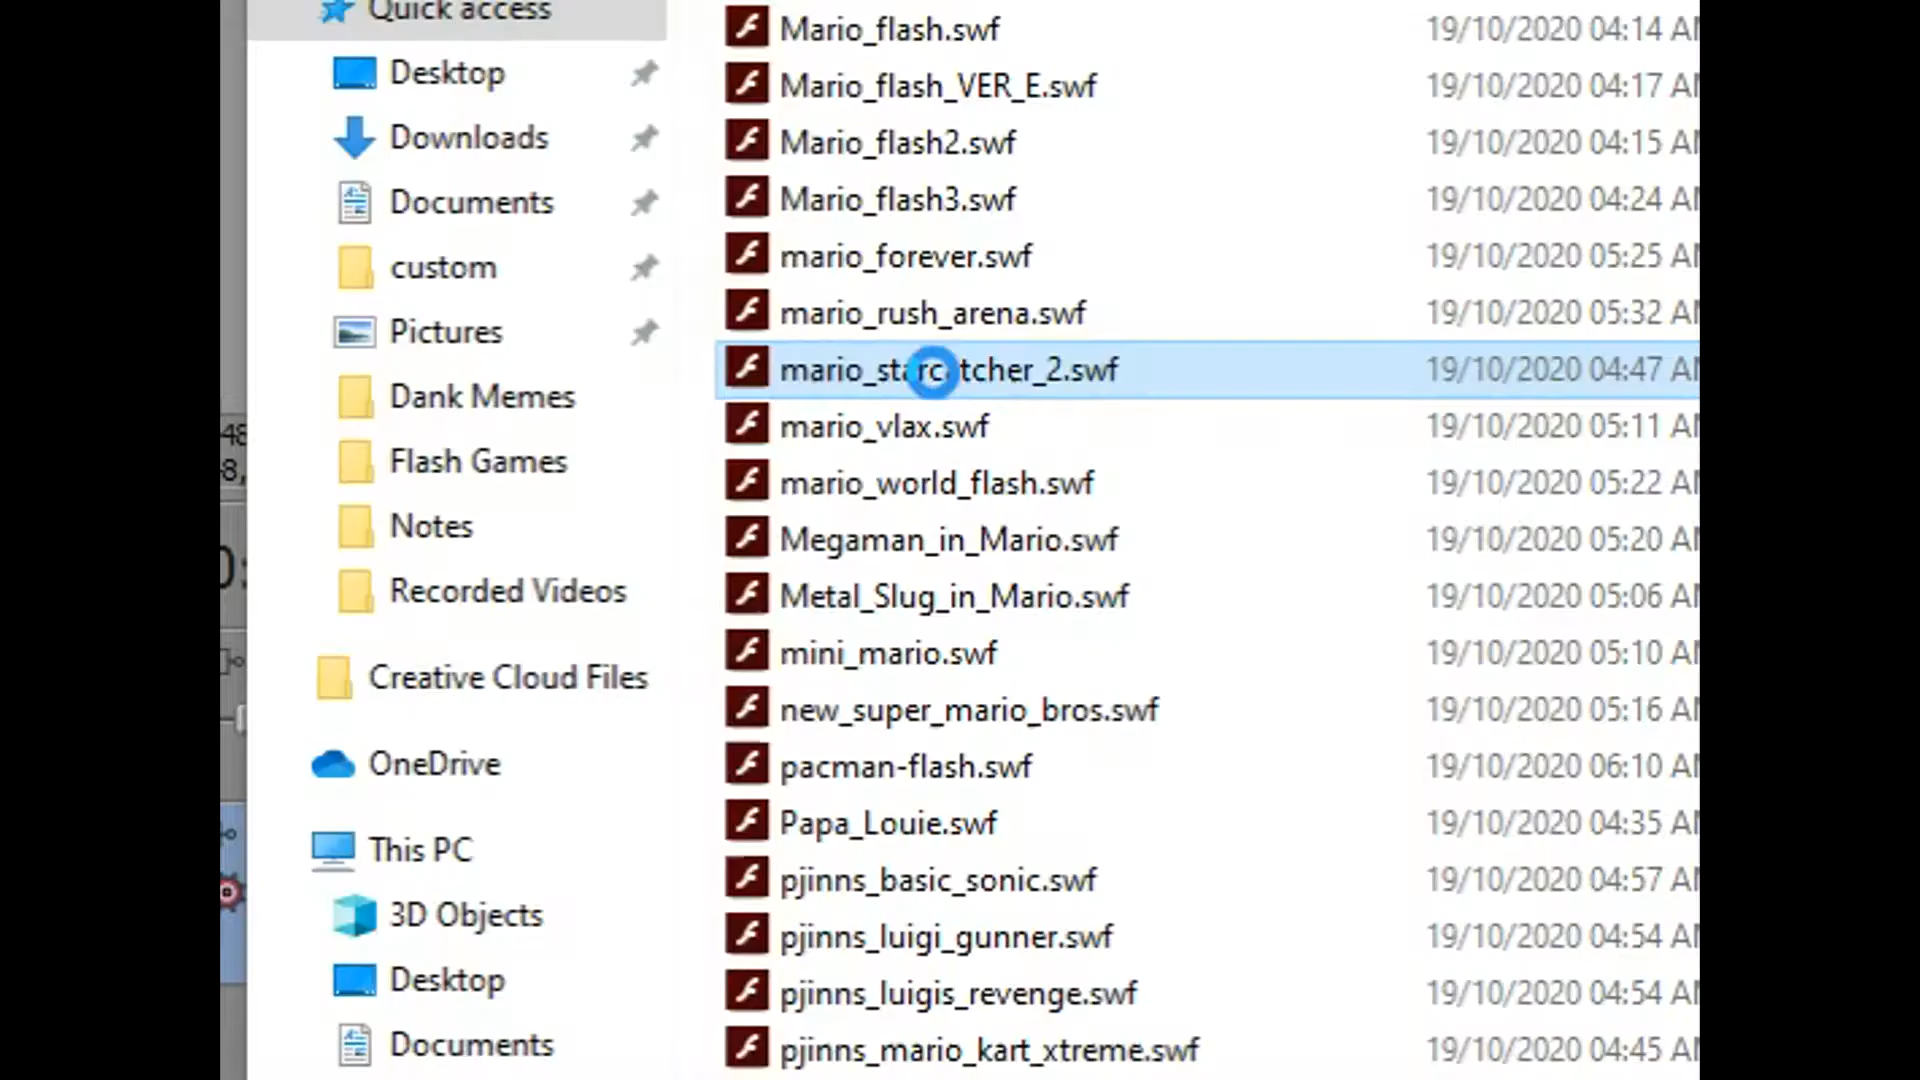 Quick access
Desktop
Downloads
Documents
custom
Pictures
Dank Memes
Flash Games
Notes
Recorded Videos
Creative Cloud Files
OneDrive
This PC
3D Objects
Desktop
Documents
Mario_flash.swf 19/10/2020 04:14 AM
Mario_flash_VER_E.swf 19/10/2020 04:17 AM
Mario_flash2.swf 19/10/2020 04:15 AM
Mario_flash3.swf 19/10/2020 04:24 AM
mario_forever.swf 19/10/2020 05:25 AM
mario_rush_arena.swf 19/10/2020 05:32 AM
mario_starcatcher_2.swf 19/10/2020 04:47 AM
mario_vlax.swf 19/10/2020 05:11 AM
mario_world_flash.swf 19/10/2020 05:22 AM
Megaman_in_Mario.swf 19/10/2020 05:20 AM
Metal_Slug_in_Mario.swf 19/10/2020 05:06 AM
mini_mario.swf 19/10/2020 05:10 AM
new_super_mario_bros.swf 19/10/2020 05:16 AM
pacman-flash.swf 19/10/2020 06:10 AM
Papa_Louie.swf 19/10/2020 04:35 AM
pjinns_basic_sonic.swf 19/10/2020 04:57 AM
pjinns_luigi_gunner.swf 19/10/2020 04:54 AM
pjinns_luigis_revenge.swf 19/10/2020 04:54 AM
pjinns_mario_kart_xtreme.swf 19/10/2020 04:45 AM